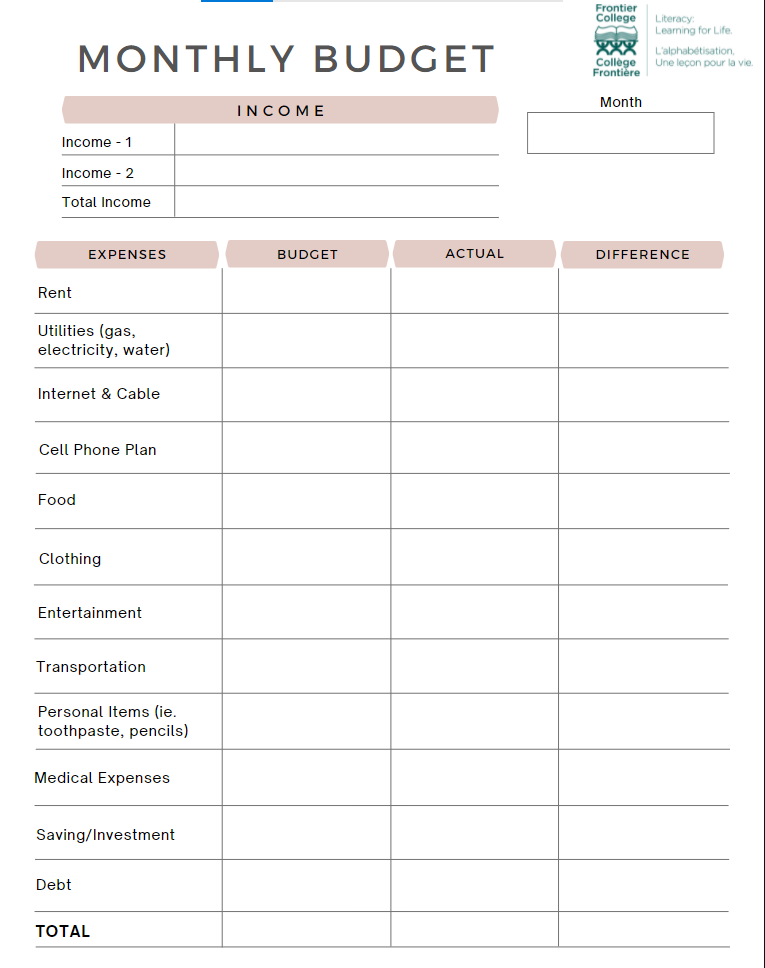 Frontier
College
Collège
Frontière
Literacy:
Learning for Life.
L'alphabétisation,
Une leçon pour la vie.
MONTHLY BUDGET
INCOME
Month
Income - 1
Income - 2
Total Income
EXPENSES BUDGET ACTUAL DIFFERENCE
Rent
Utilities (gas,
electricity, water)
Internet & Cable
Cell Phone Plan
Food
Clothing
Entertainment
Transportation
Personal Items (ie.
toothpaste, pencils)
Medical Expenses
Saving/Investment
Debt
TOTAL